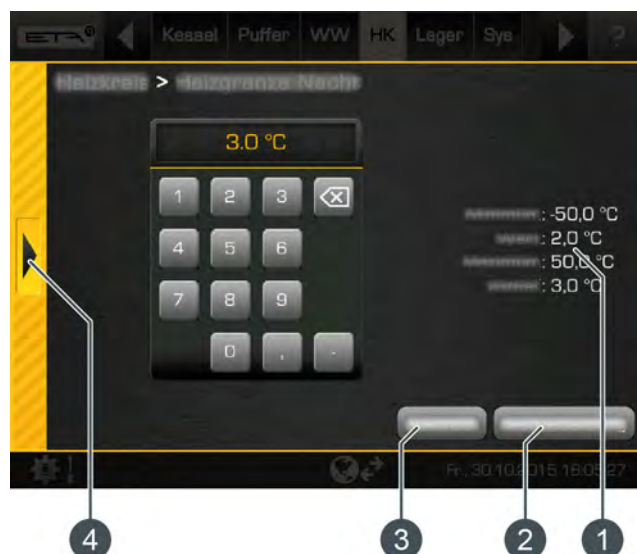 ETA
Kessel Puffer WW HK Lager Sys ?
Heizkreis > Heizgrenze Nacht
3.0 °C
1 2 3
4 5 6
7 8 9
0 , -
: -50,0 °C
: 2,0 °C
: 50,0 °C
: 3,0 °C
Fr., 30.10.2015 16:05:27
4 3 2 1